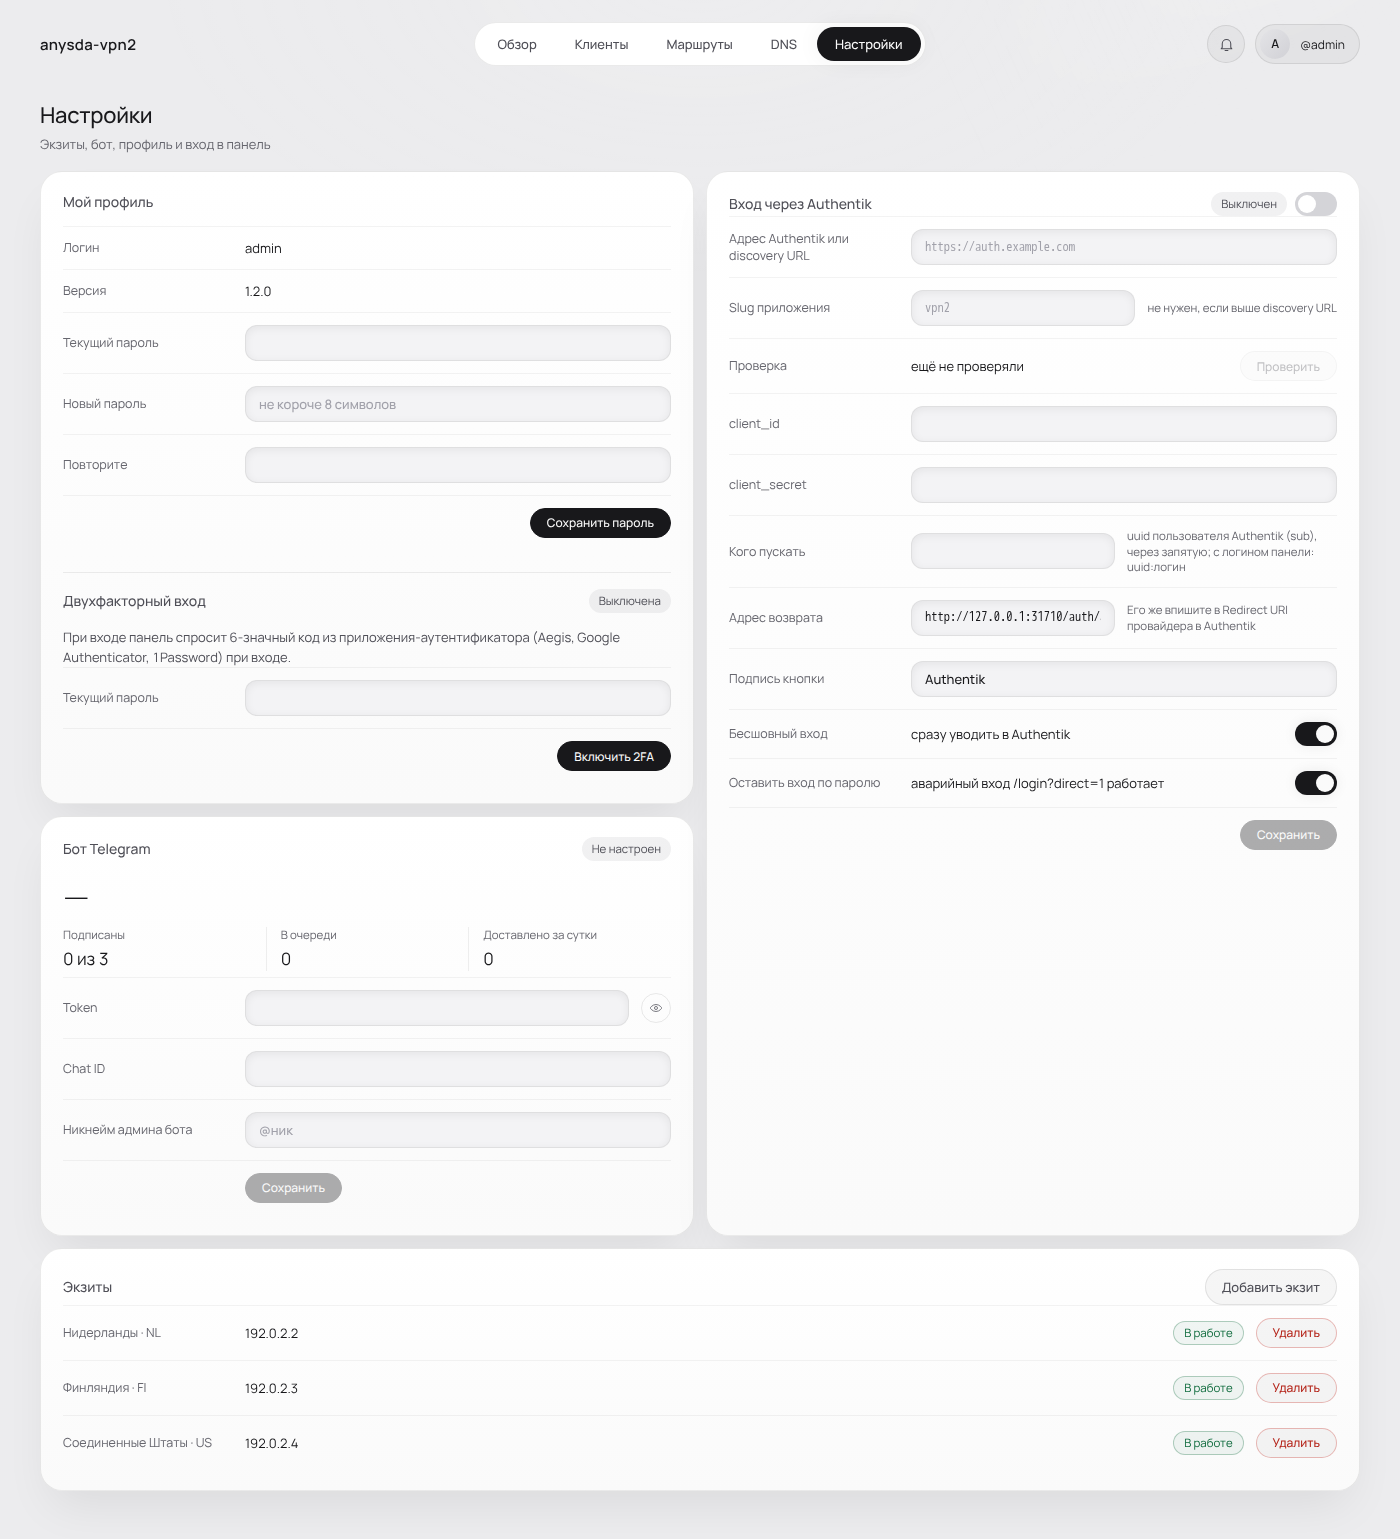 anysda-vpn2
Обзор
Клиенты
Маршруты
DNS
Настройки
A
@admin
Настройки
Экзиты, бот, профиль и вход в панель
Мой профиль
Логин
admin
Версия
1.2.0
Текущий пароль
Новый пароль
не короче 8 символов
Повторите
Сохранить пароль
Двухфакторный вход
Выключена
При входе панель спросит 6-значный код из приложения-аутентификатора (Aegis, Google
Authenticator, 1Password) при входе.
Текущий пароль
Включить 2FA
Вход через Authentik
Выключен
Адрес Authentik или
discovery URL
https://auth.example.com
Slug приложения
vpn2
не нужен, если выше discovery URL
Проверка
ещё не проверяли
Проверить
client_id
client_secret
Кого пускать
uuid пользователя Authentik (sub),
через запятую; с логином панели:
uuid:логин
Адрес возврата
http://127.0.0.1:31710/auth/
Его же впишите в Redirect URI
провайдера в Authentik
Подпись кнопки
Authentik
Бесшовный вход
сразу уводить в Authentik
Оставить вход по паролю
аварийный вход /login?direct=1 работает
Сохранить
Бот Telegram
Не настроен
—
Подписаны
0 из 3
В очереди
0
Доставлено за сутки
0
Token
Chat ID
Никнейм админа бота
@ник
Сохранить
Экзиты
Добавить экзит
Нидерланды · NL
192.0.2.2
В работе
Удалить
Финляндия · FI
192.0.2.3
В работе
Удалить
Соединенные Штаты · US
192.0.2.4
В работе
Удалить